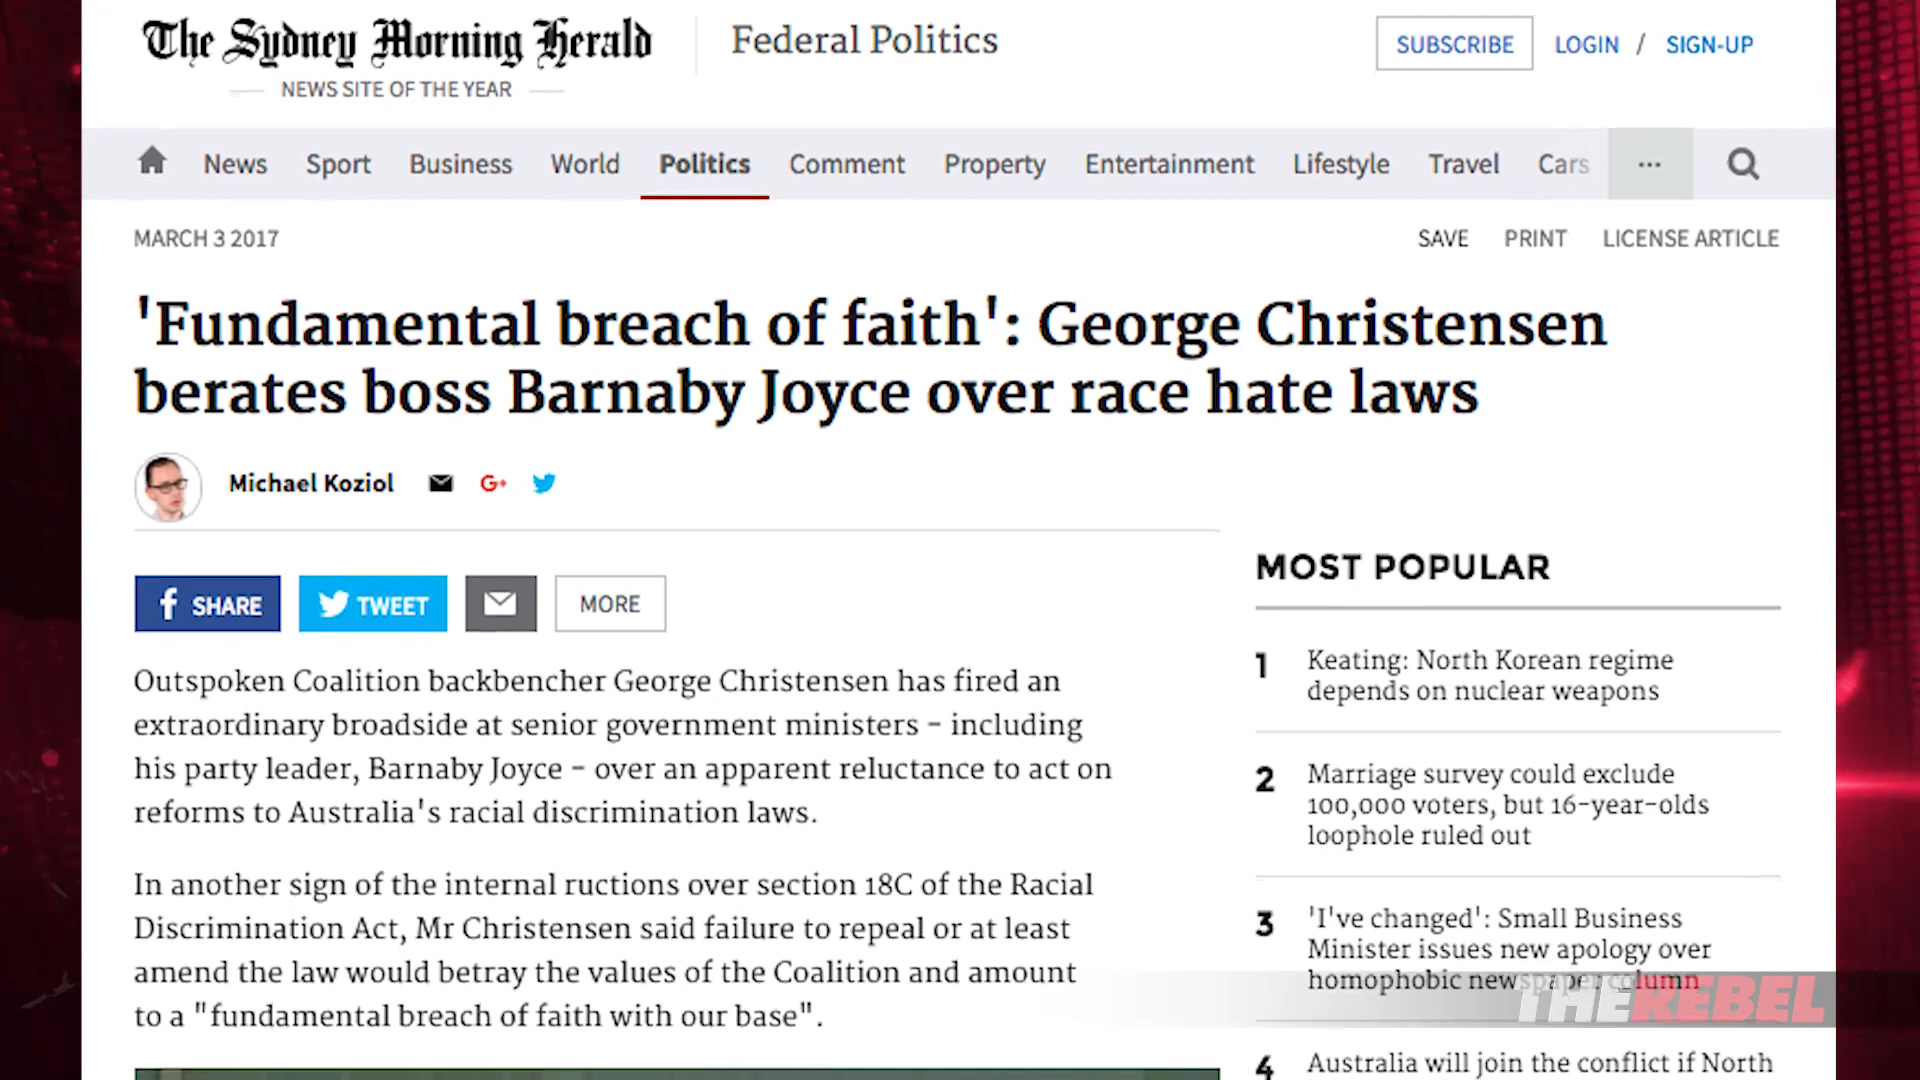 The Sydney Morning Herald
NEWS SITE OF THE YEAR
Federal Politics
SUBSCRIBE LOGIN / SIGN-UP
News Sport Business World Politics Comment Property Entertainment Lifestyle Travel Cars ...
MARCH 3 2017
SAVE PRINT LICENSE ARTICLE
'Fundamental breach of faith': George Christensen
berates boss Barnaby Joyce over race hate laws
Michael Koziol G+
f SHARE TWEET MORE
Outspoken Coalition backbencher George Christensen has fired an
extraordinary broadside at senior government ministers – including
his party leader, Barnaby Joyce – over an apparent reluctance to act on
reforms to Australia's racial discrimination laws.
In another sign of the internal ructions over section 18C of the Racial
Discrimination Act, Mr Christensen said failure to repeal or at least
amend the law would betray the values of the Coalition and amount
to a "fundamental breach of faith with our base".
MOST POPULAR
1 Keating: North Korean regime
depends on nuclear weapons
2 Marriage survey could exclude
100,000 voters, but 16-year-olds
loophole ruled out
3 'I've changed': Small Business
Minister issues new apology over
homophobic newspaper column
4 Australia will join the conflict if North
THE REBEL